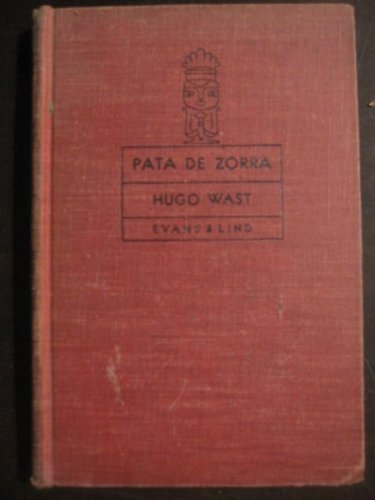 PATA DE ZORRA
HUGO WAST
EVANS & LING